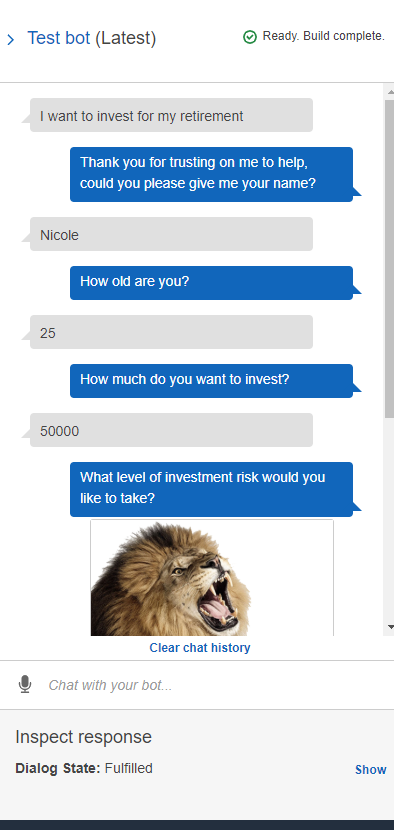 Test bot (Latest)
Ready. Build complete.
I want to invest for my retirement
Thank you for trusting on me to help,
could you please give me your name?
Nicole
How old are you?
25
How much do you want to invest?
50000
What level of investment risk would you
like to take?
Clear chat history
Chat with your bot...
Inspect response
Dialog State: Fulfilled
Show